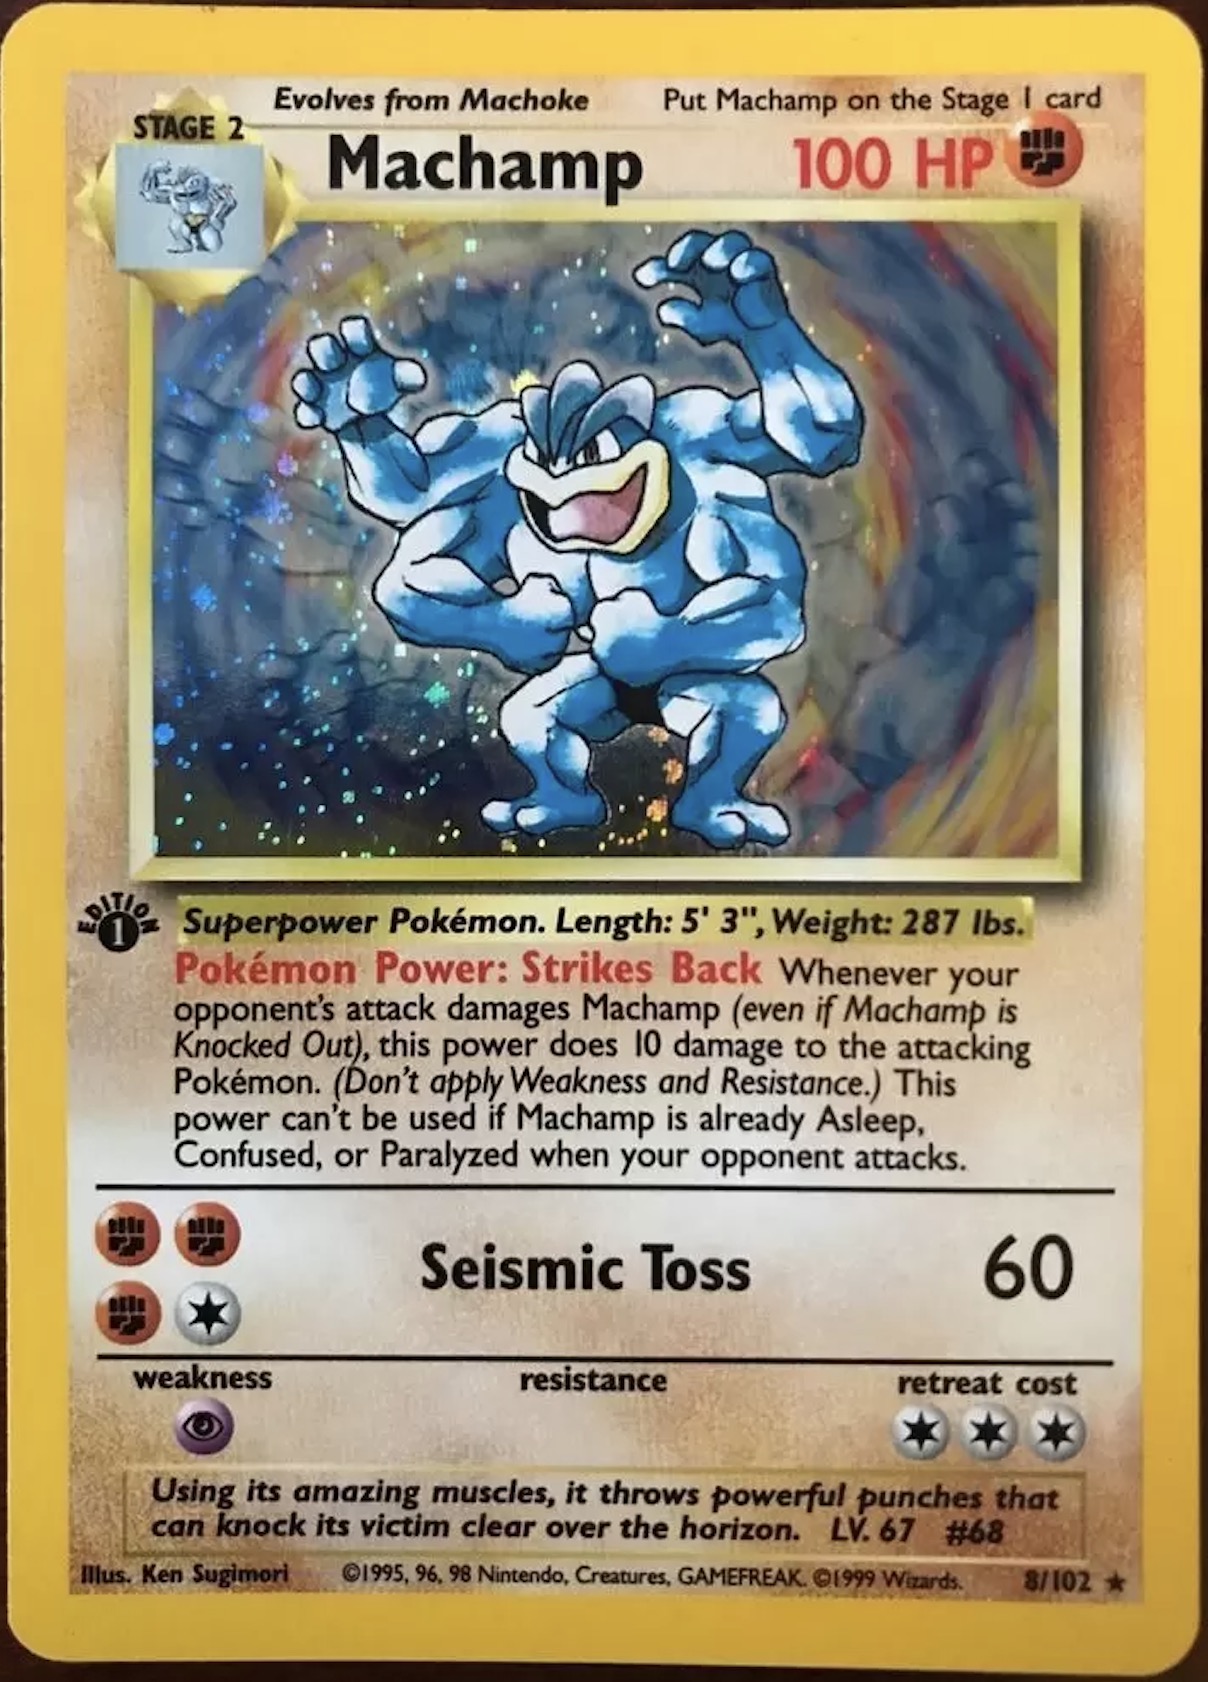 Evolves from Machoke Put Machamp on the Stage 1 card
STAGE 2
Machamp 100 HP
EDITION 1
Superpower Pokémon. Length: 5' 3", Weight: 287 lbs.
Pokémon Power: Strikes Back Whenever your
opponent's attack damages Machamp (even if Machamp is
Knocked Out), this power does 10 damage to the attacking
Pokémon. (Don't apply Weakness and Resistance.) This
power can't be used if Machamp is already Asleep,
Confused, or Paralyzed when your opponent attacks.
Seismic Toss 60
weakness resistance retreat cost
Using its amazing muscles, it throws powerful punches that
can knock its victim clear over the horizon. LV. 67 #68
Illus. Ken Sugimori ©1995, 96, 98 Nintendo, Creatures, GAMEFREAK. ©1999 Wizards. 8/102 ★